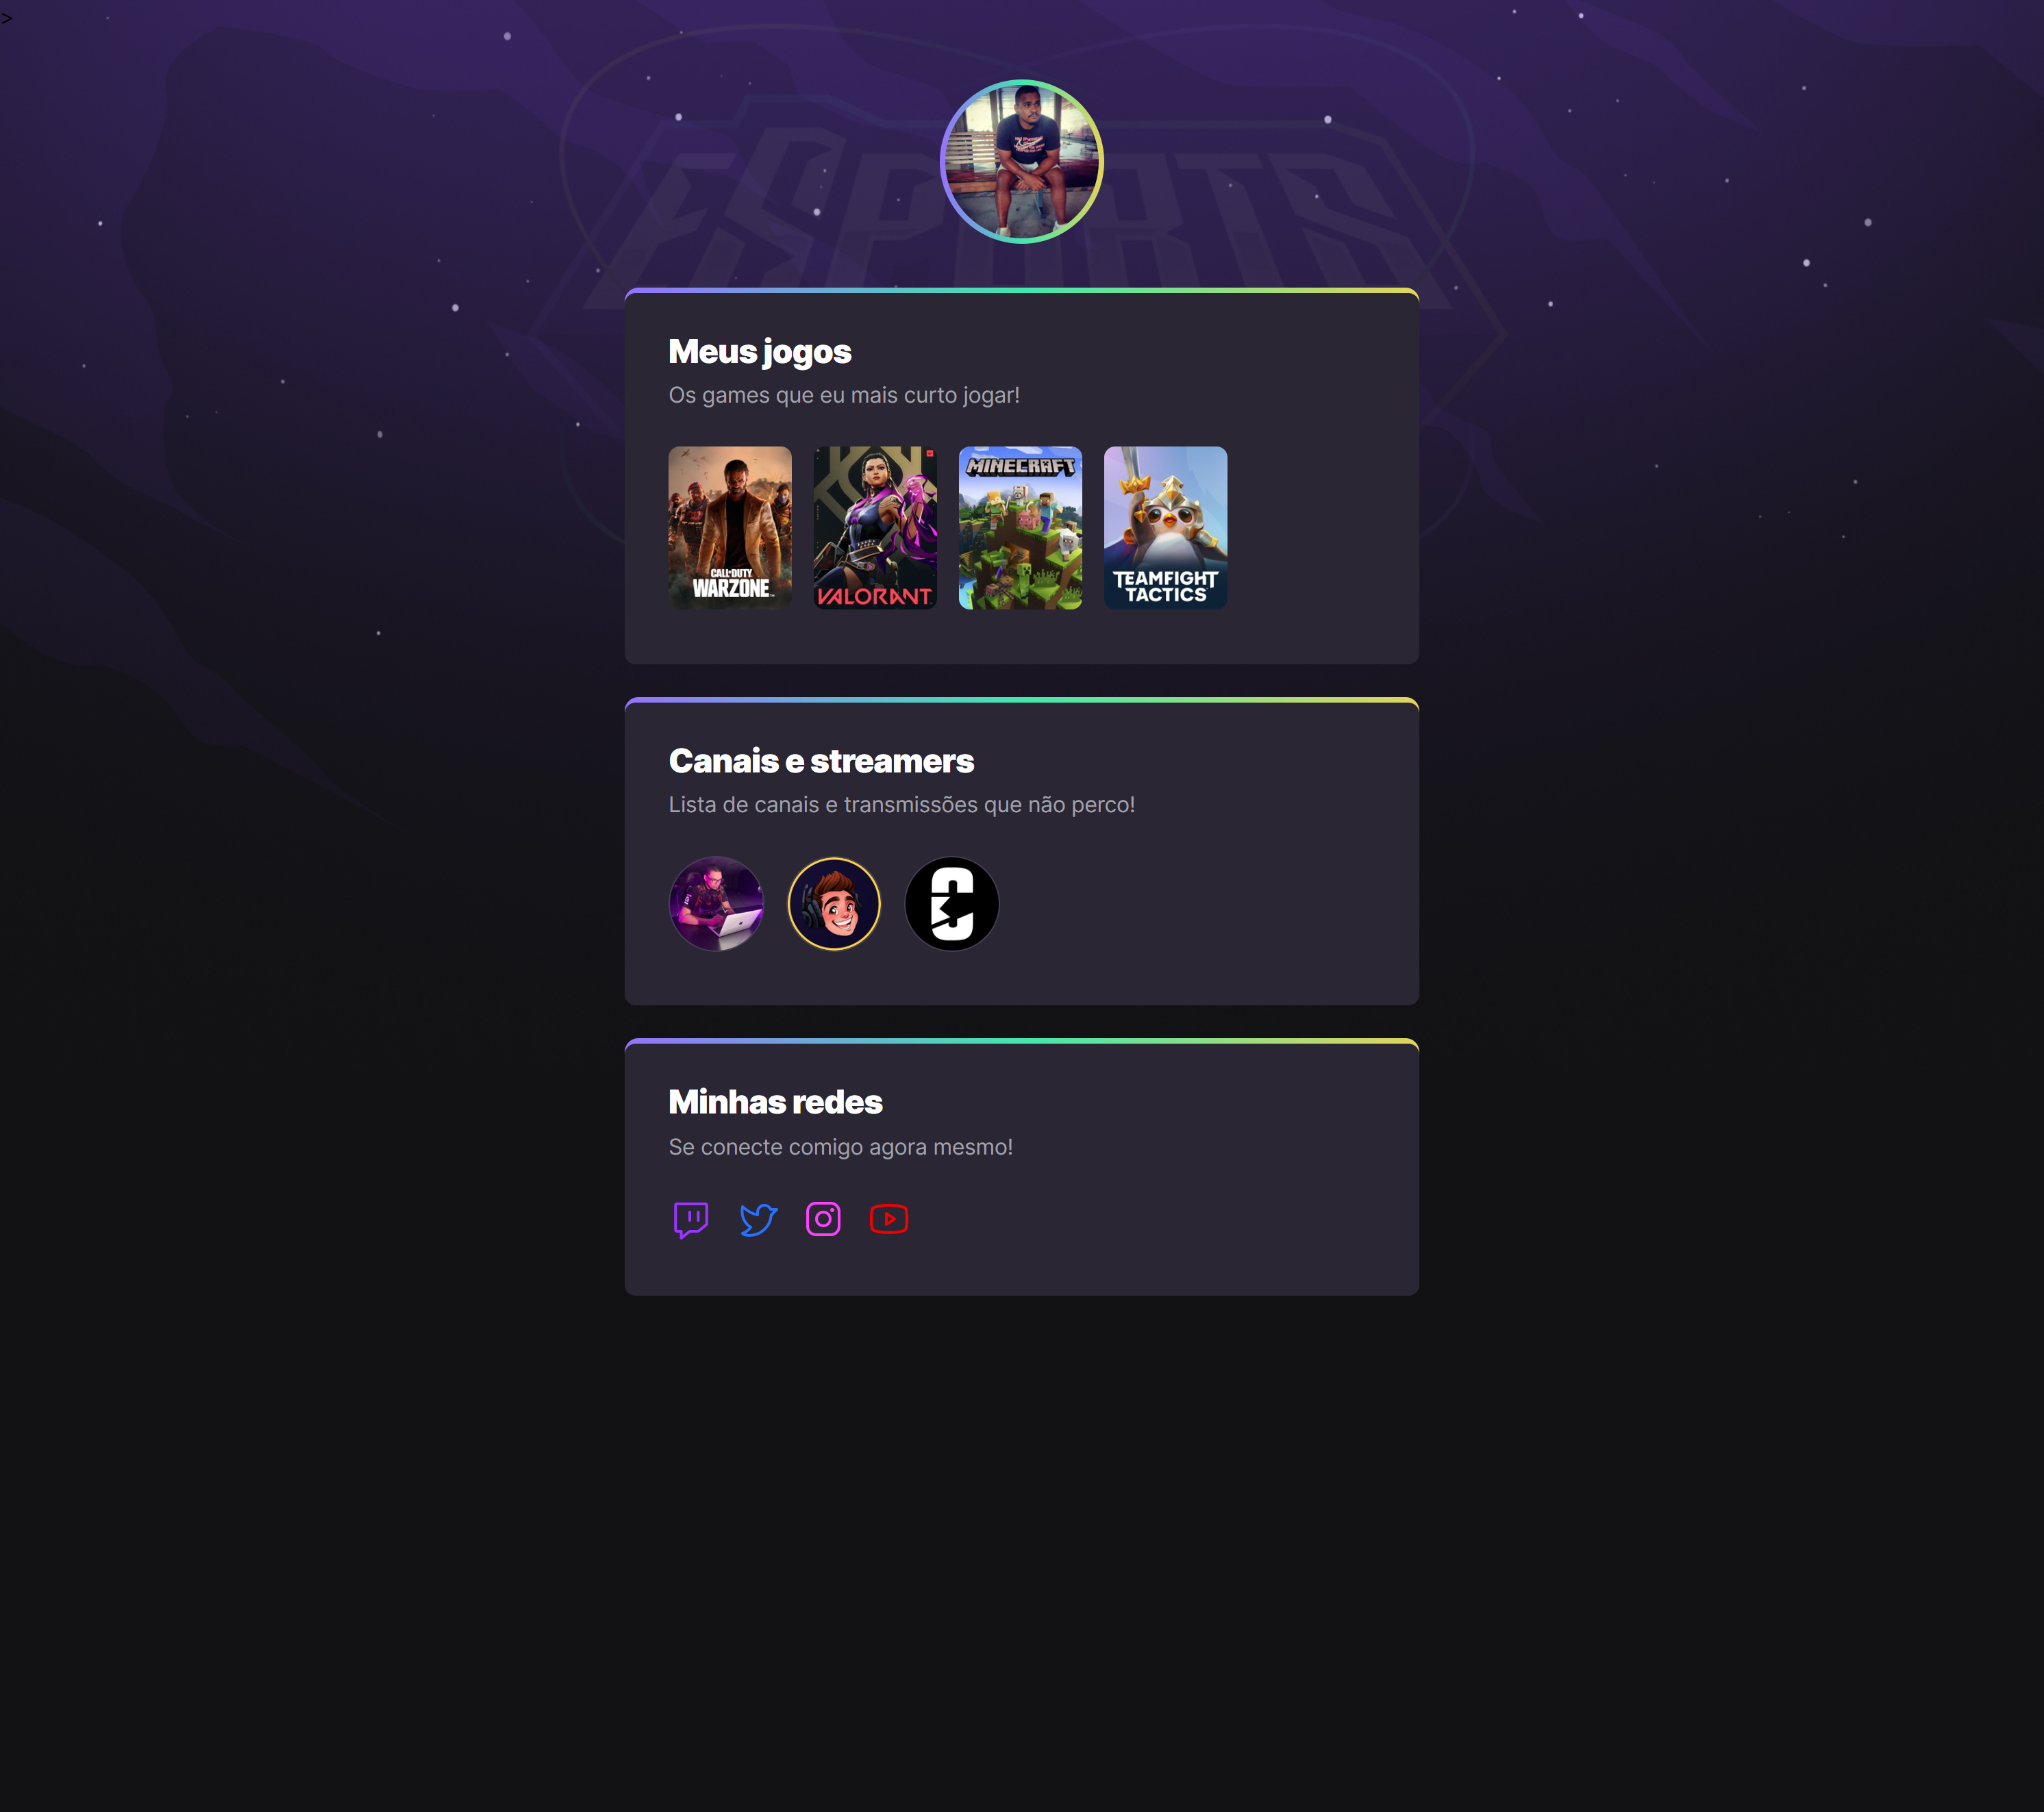 >
ESPORTS
Meus jogos
Os games que eu mais curto jogar!
CALL OF DUTY
WARZONE
VALORANT
MINECRAFT
TEAMFIGHT
TACTICS
Canais e streamers
Lista de canais e transmissões que não perco!
Minhas redes
Se conecte comigo agora mesmo!